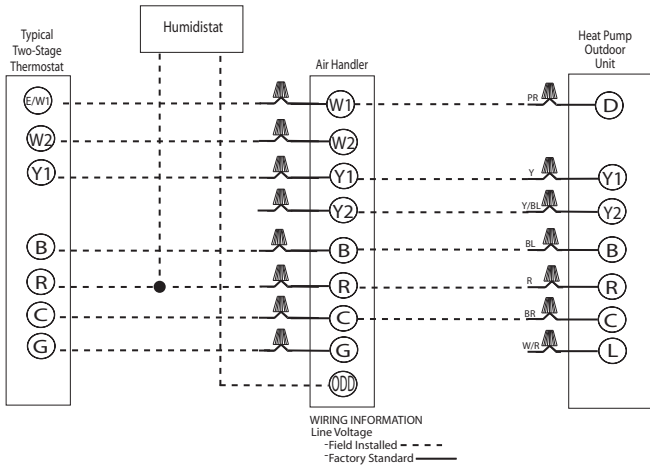 Typical
Two-Stage
Thermostat
Humidistat
Air Handler
Heat Pump
Outdoor
Unit
E/W1
W1
PR
D
W2
W2
Y1
Y1
Y
Y1
Y2
Y/BL
Y2
B
B
BL
B
R
R
R
R
C
C
BR
C
G
G
W/R
L
ODD
WIRING INFORMATION
Line Voltage
-Field Installed
-Factory Standard